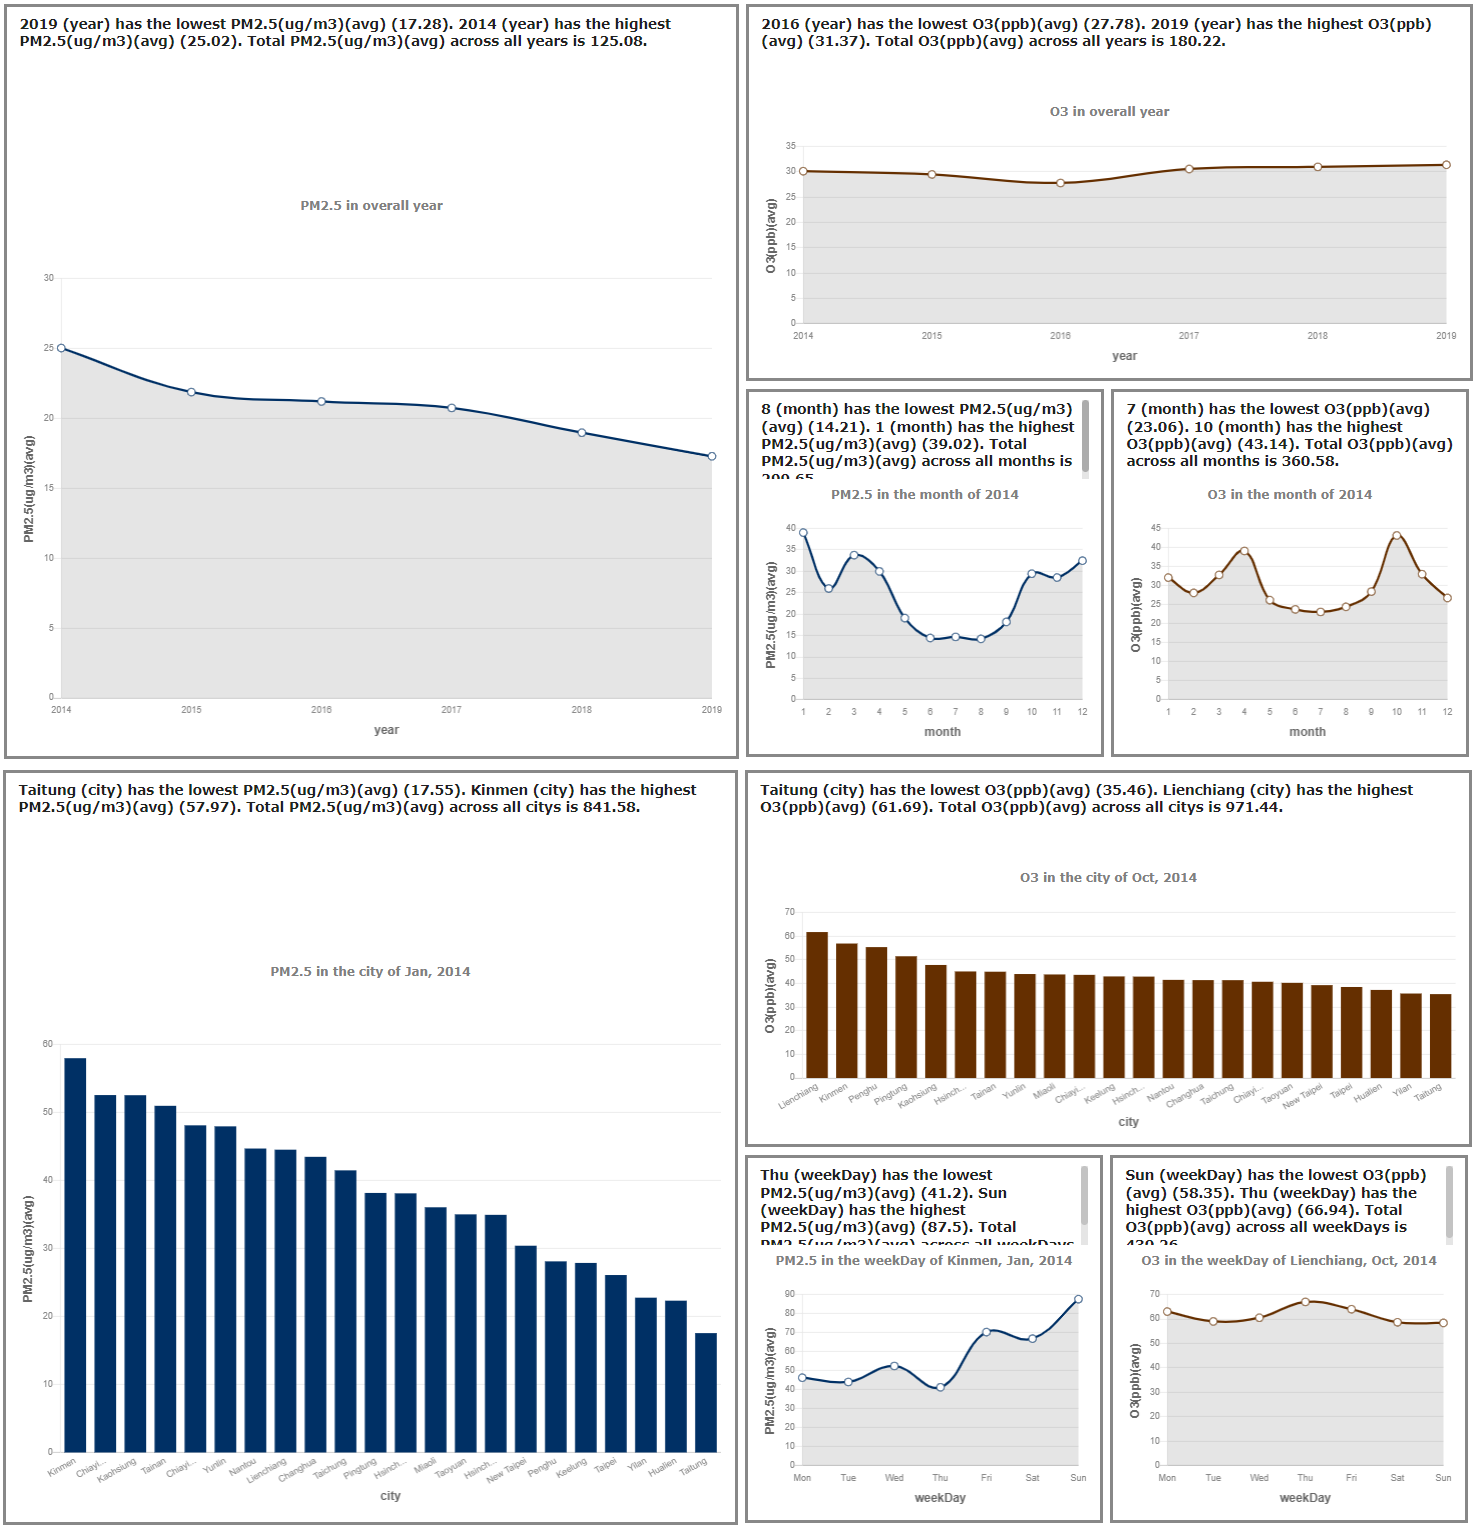 2019 (year) has the lowest PM2.5(ug/m3)(avg) (17.28). 2014 (year) has the highest
PM2.5(ug/m3)(avg) (25.02). Total PM2.5(ug/m3)(avg) across all years is 125.08.
PM2.5 in overall year
30
25
20
15
10
5
0
PM2.5(ug/m3)(avg)
2014 2015 2016 2017 2018 2019
year
2016 (year) has the lowest O3(ppb)(avg) (27.78). 2019 (year) has the highest O3(ppb)
(avg) (31.37). Total O3(ppb)(avg) across all years is 180.22.
O3 in overall year
35
30
25
20
15
10
5
0
O3(ppb)(avg)
2014 2015 2016 2017 2018 2019
year
8 (month) has the lowest PM2.5(ug/m3)
(avg) (14.21). 1 (month) has the highest
PM2.5(ug/m3)(avg) (39.02). Total
PM2.5(ug/m3)(avg) across all months is
PM2.5 in the month of 2014
40
35
30
25
20
15
10
5
0
PM2.5(ug/m3)(avg)
1 2 3 4 5 6 7 8 9 10 11 12
month
7 (month) has the lowest O3(ppb)(avg)
(23.06). 10 (month) has the highest
O3(ppb)(avg) (43.14). Total O3(ppb)(avg)
across all months is 360.58.
O3 in the month of 2014
45
40
35
30
25
20
15
10
5
0
O3(ppb)(avg)
1 2 3 4 5 6 7 8 9 10 11 12
month
Taitung (city) has the lowest PM2.5(ug/m3)(avg) (17.55). Kinmen (city) has the highest
PM2.5(ug/m3)(avg) (57.97). Total PM2.5(ug/m3)(avg) across all citys is 841.58.
PM2.5 in the city of Jan, 2014
60
50
40
30
20
10
0
PM2.5(ug/m3)(avg)
Kinmen Chiayi... Kaohsiung Tainan Chiayi... Yunlin Nantou Lienchiang Changhua Taichung Pingtung Hsinch... Miaoli Taoyuan Hsinch... New Taipei Penghu Keelung Taipei Yilan Hualien Taitung
city
Taitung (city) has the lowest O3(ppb)(avg) (35.46). Lienchiang (city) has the highest
O3(ppb)(avg) (61.69). Total O3(ppb)(avg) across all citys is 971.44.
O3 in the city of Oct, 2014
70
60
50
40
30
20
10
0
O3(ppb)(avg)
Lienchiang Kinmen Penghu Pingtung Kaohsiung Hsinch... Tainan Yunlin Miaoli Chiayi... Keelung Hsinch... Nantou Changhua Taichung Chiayi... Taoyuan New Taipei Taipei Hualien Yilan Taitung
city
Thu (weekDay) has the lowest
PM2.5(ug/m3)(avg) (41.2). Sun
(weekDay) has the highest
PM2.5(ug/m3)(avg) (87.5). Total
PM2.5(ug/m3)(avg) across all weekDays
PM2.5 in the weekDay of Kinmen, Jan, 2014
90
80
70
60
50
40
30
20
10
0
PM2.5(ug/m3)(avg)
Mon Tue Wed Thu Fri Sat Sun
weekDay
Sun (weekDay) has the lowest O3(ppb)
(avg) (58.35). Thu (weekDay) has the
highest O3(ppb)(avg) (66.94). Total
O3(ppb)(avg) across all weekDays is
O3 in the weekDay of Lienchiang, Oct, 2014
70
60
50
40
30
20
10
0
O3(ppb)(avg)
Mon Tue Wed Thu Fri Sat Sun
weekDay